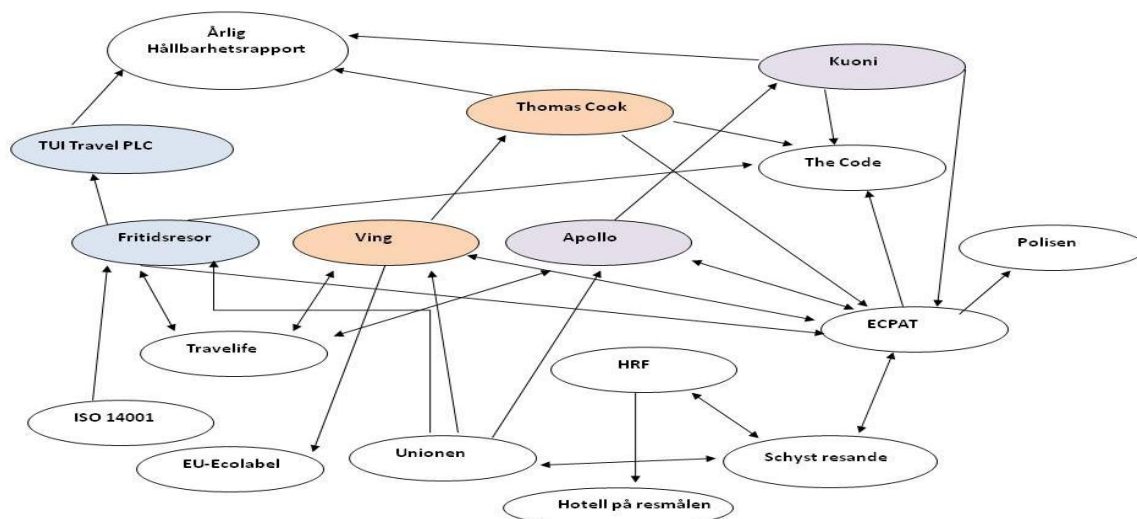 Årlig
Hållbarhetsrapport
Kuoni
Thomas Cook
TUI Travel PLC
The Code
Fritidsresor
Ving
Apollo
Polisen
ECPAT
Travelife
HRF
ISO 14001
EU-Ecolabel
Unionen
Schyst resande
Hotell på resmålen